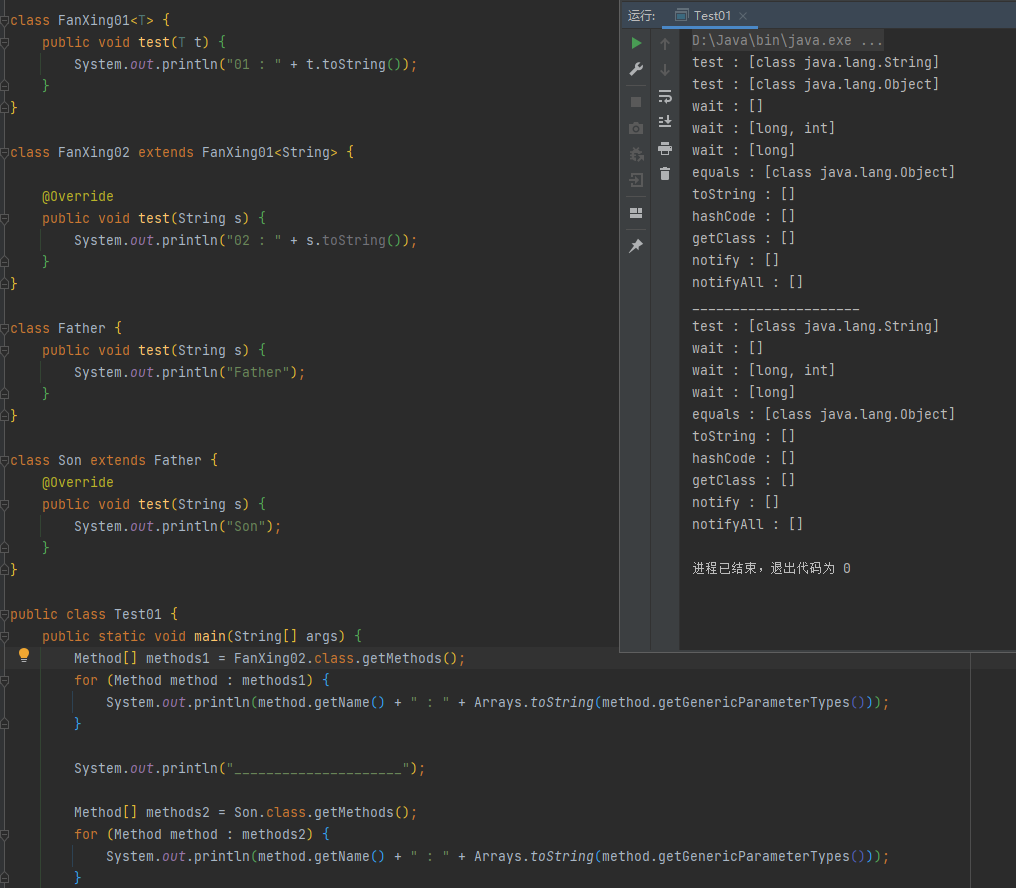 class FanXing01<T> {
    public void test(T t) {
        System.out.println("01 : " + t.toString());
    }
}

class FanXing02 extends FanXing01<String> {

    @Override
    public void test(String s) {
        System.out.println("02 : " + s.toString());
    }
}

class Father {
    public void test(String s) {
        System.out.println("Father");
    }
}

class Son extends Father {
    @Override
    public void test(String s) {
        System.out.println("Son");
    }
}

public class Test01 {
    public static void main(String[] args) {
        Method[] methods1 = FanXing02.class.getMethods();
        for (Method method : methods1) {
            System.out.println(method.getName() + " : " + Arrays.toString(method.getGenericParameterTypes()));
        }

        System.out.println("_____________________");

        Method[] methods2 = Son.class.getMethods();
        for (Method method : methods2) {
            System.out.println(method.getName() + " : " + Arrays.toString(method.getGenericParameterTypes()));
        }
运行: Test01 ×
D:\Java\bin\java.exe ...
test : [class java.lang.String]
test : [class java.lang.Object]
wait : []
wait : [long, int]
wait : [long]
equals : [class java.lang.Object]
toString : []
hashCode : []
getClass : []
notify : []
notifyAll : []
_____________________
test : [class java.lang.String]
wait : []
wait : [long, int]
wait : [long]
equals : [class java.lang.Object]
toString : []
hashCode : []
getClass : []
notify : []
notifyAll : []

进程已结束，退出代码为 0